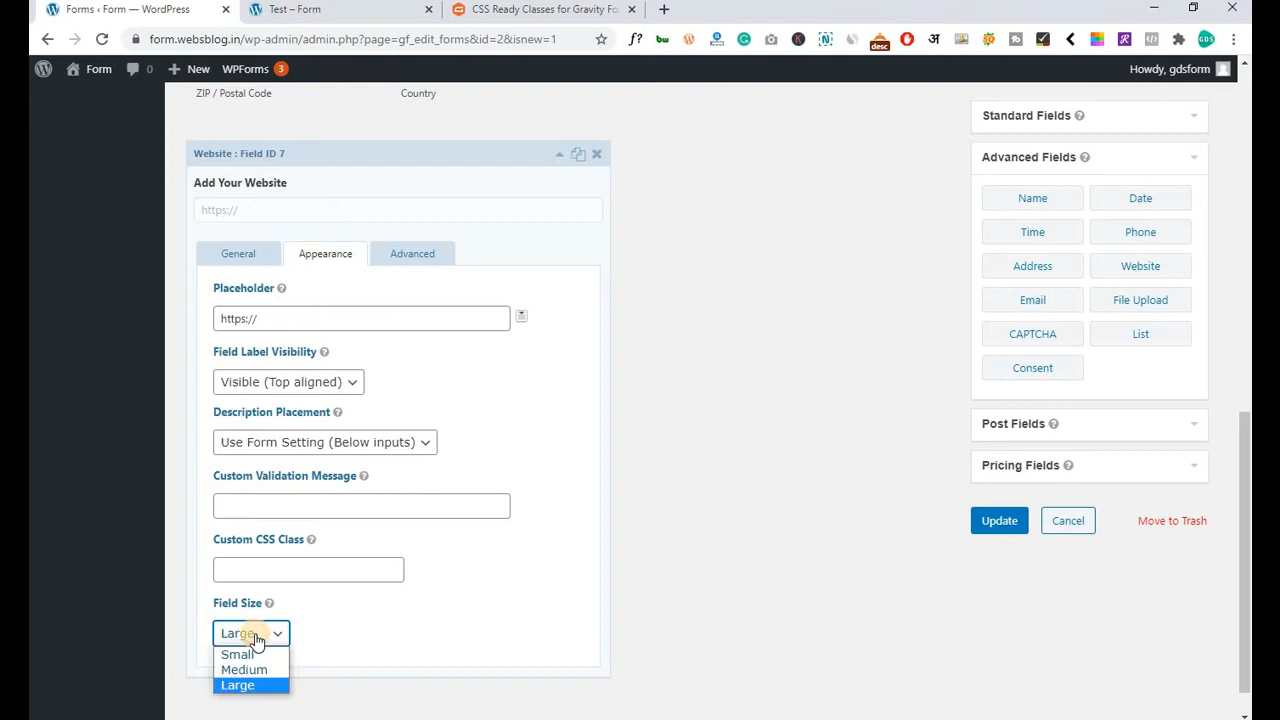 Forms ‹ Form — WordPress
Test – Form
CSS Ready Classes for Gravity Fo
form.websblog.in/wp-admin/admin.php?page=gf_edit_forms&id=2&isnew=1
f?
bw
desc
अ
GDS
Form
0
New
WPForms 3
Howdy, gdsform
ZIP / Postal Code
Country
Website : Field ID 7
Add Your Website
https://
General
Appearance
Advanced
Placeholder
https://
Field Label Visibility
Visible (Top aligned)
Description Placement
Use Form Setting (Below inputs)
Custom Validation Message
Custom CSS Class
Field Size
Large
Small
Medium
Large
Standard Fields
Advanced Fields
Name
Date
Time
Phone
Address
Website
Email
File Upload
CAPTCHA
List
Consent
Post Fields
Pricing Fields
Update
Cancel
Move to Trash